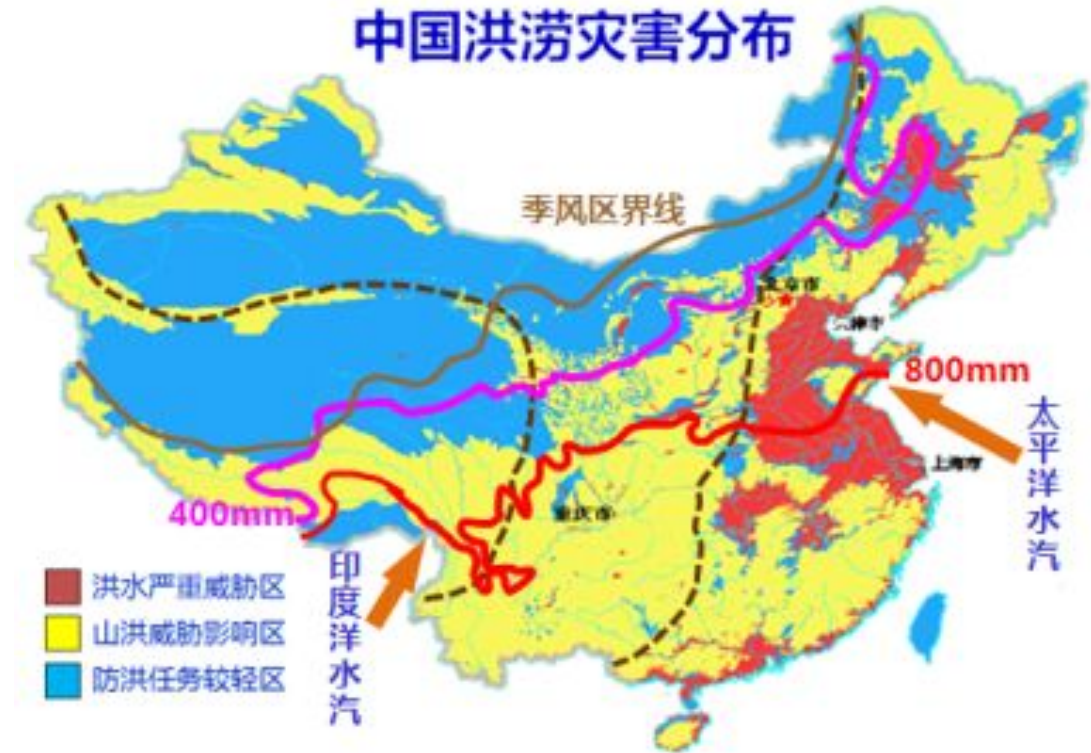 中国洪涝灾害分布
季风区界线
北京市
天津市
800mm
太平洋水汽
上海市
重庆市
400mm
印度洋水汽
洪水严重威胁区
山洪威胁影响区
防洪任务较轻区